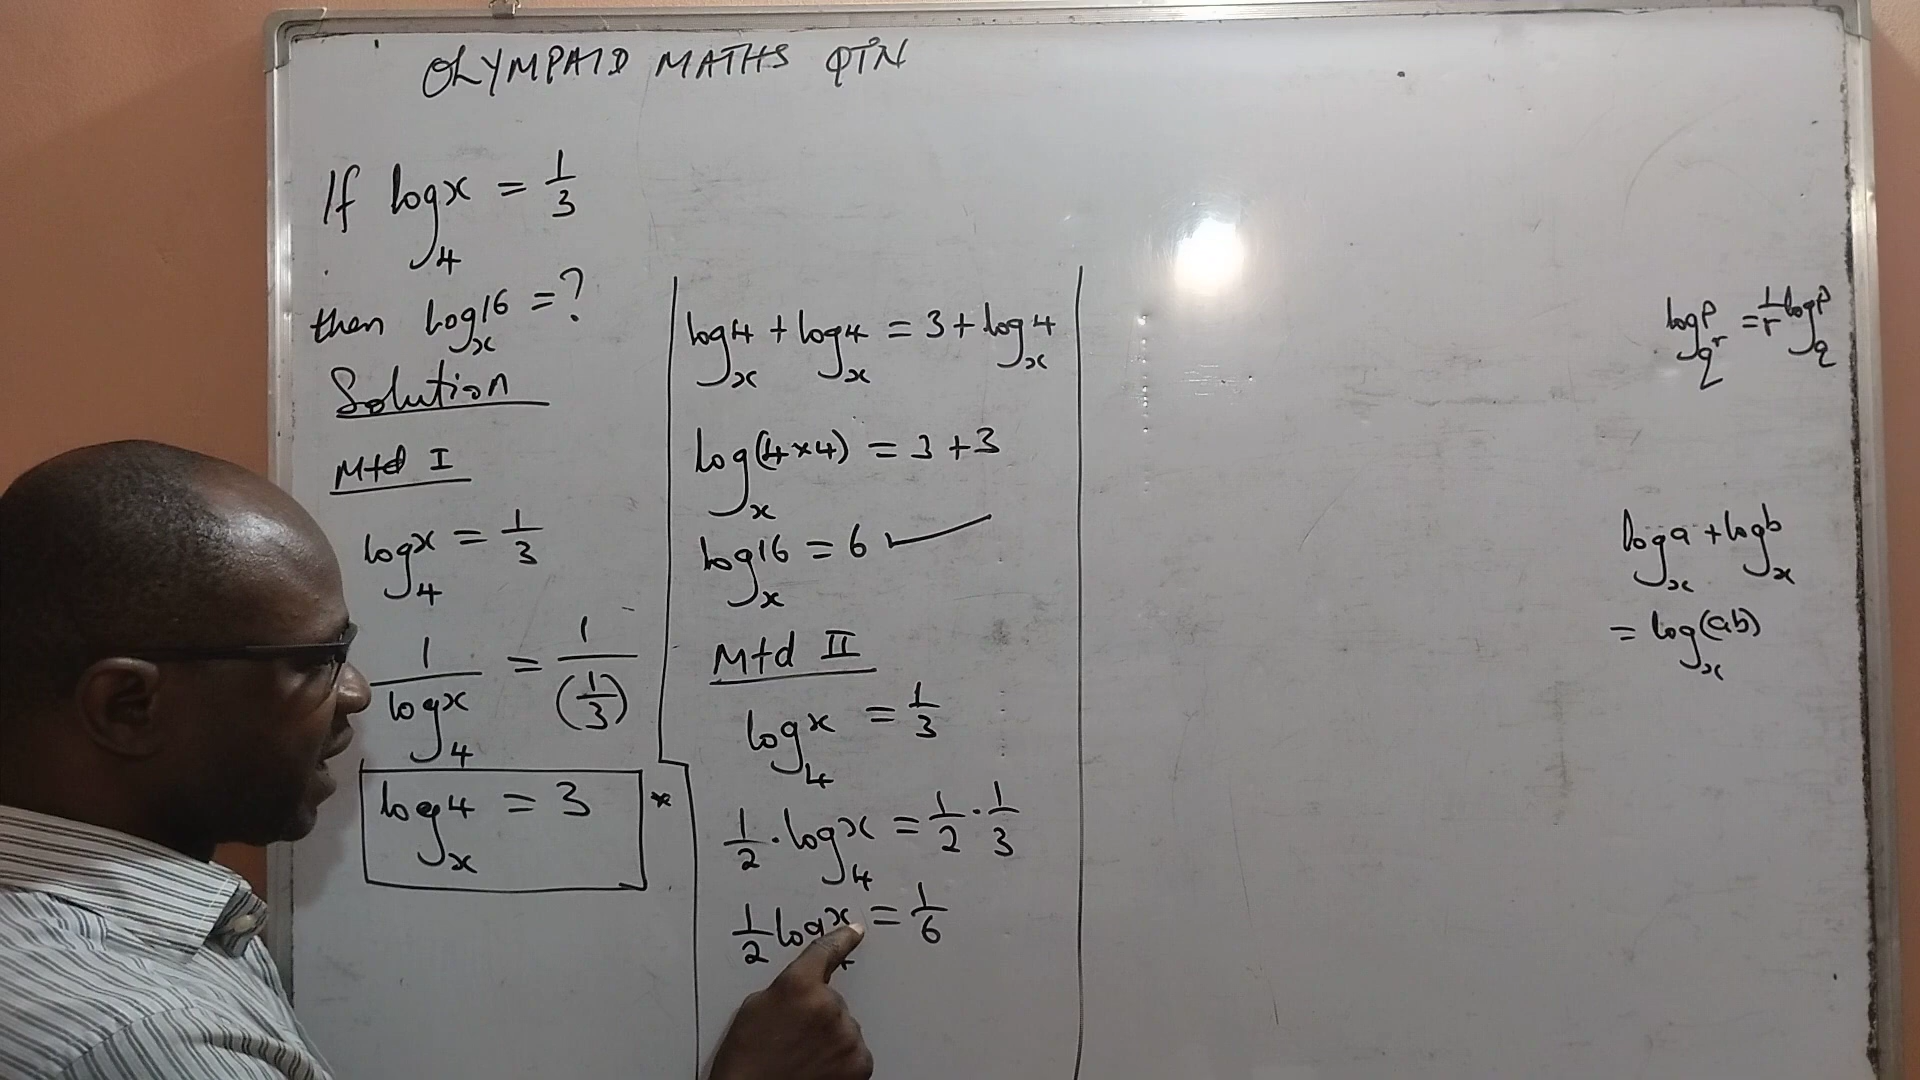 OLYMPAID MATHS QTN
If log₄x = 1/3
then logₓ16 = ?
Solution
Mtd I
log₄x = 1/3
1/log₄x = 1/(1/3)
logₓ4 = 3 *
logₓ4 + logₓ4 = 3 + logₓ4
logₓ(4×4) = 3 + 3
logₓ16 = 6 ✓
Mtd II
log₄x = 1/3
1/2 · log₄x = 1/2 · 1/3
1/2 log₄x = 1/6
log_{q^r}p = 1/r log_q p
logₓa + logₓb
= logₓ(ab)